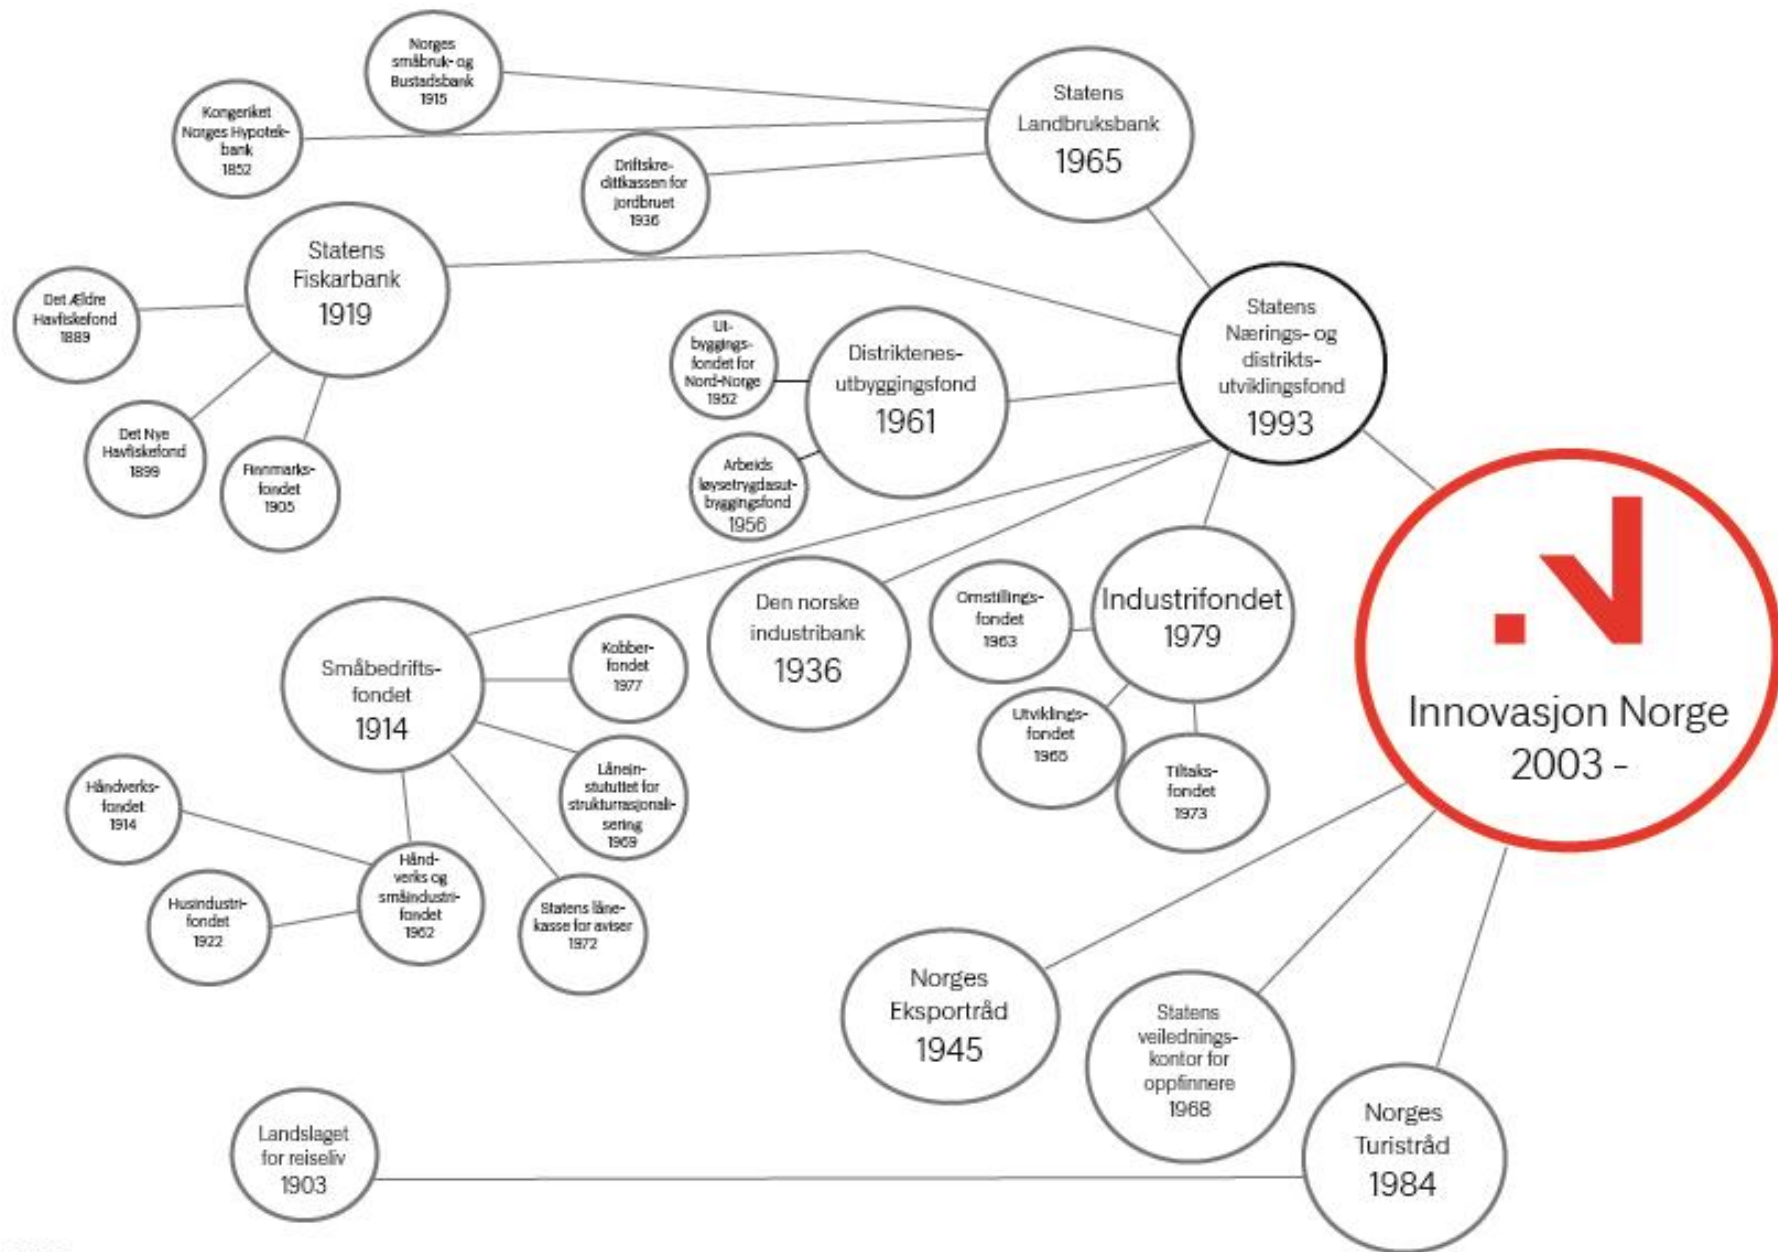 Norges
småbruk- og
Bustadsbank
1915
Kongeriket
Norges Hypotek-
bank
1852
Driftskre-
dittkassen for
jordbruet
1936
Statens
Landbruksbank
1965
Statens
Fiskarbank
1919
Det Ældre
Havfiskefond
1889
Det Nye
Havfiskefond
1899
Finnmarks-
fondet
1905
Ut-
byggings-
fondet for
Nord-Norge
1952
Arbeids
løysetrygdasut-
byggingsfond
1956
Distriktenes-
utbyggingsfond
1961
Statens
Nærings- og
distrikts-
utviklingsfond
1993
Småbedrifts-
fondet
1914
Kobber-
fondet
1977
Lånein-
stututtet for
strukturrasjonali-
sering
1969
Statens låne-
kasse for aviser
1972
Hånd-
verks og
småindustri-
fondet
1962
Håndverks-
fondet
1914
Husindustri-
fondet
1922
Den norske
industribank
1936
Omstillings-
fondet
1963
Utviklings-
fondet
1965
Tiltaks-
fondet
1973
Industrifondet
1979
Innovasjon Norge
2003 -
Norges
Eksportråd
1945
Statens
veilednings-
kontor for
oppfinnere
1968
Norges
Turistråd
1984
Landslaget
for reiseliv
1903